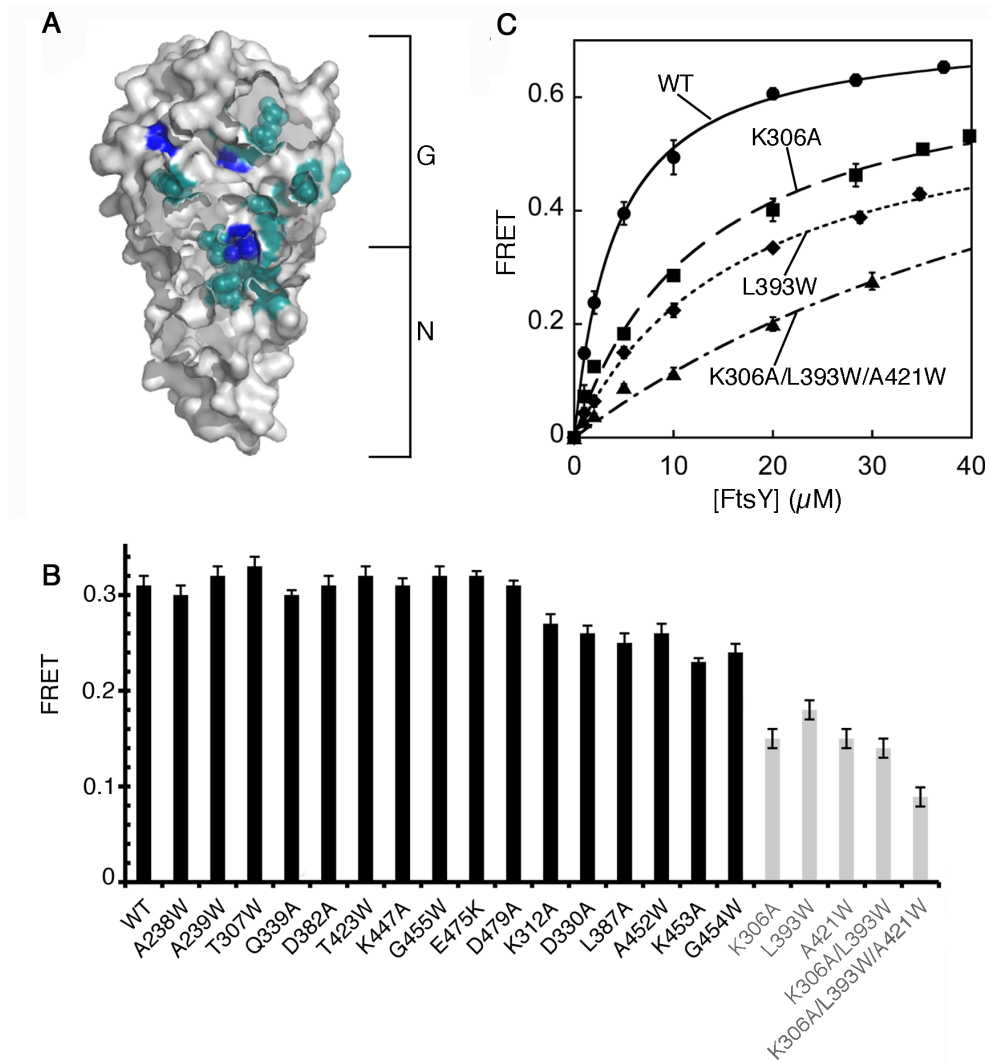 A
G
N
C
FRET
0.6
0.4
0.2
0
0 10 20 30 40
[FtsY] (μM)
WT
K306A
L393W
K306A/L393W/A421W
B
FRET
0.3
0.2
0.1
0
WT
A238W
A239W
T307W
Q339A
D382A
T423W
K447A
G455W
E475K
D479A
K312A
D330A
L387A
A452W
K453A
G454W
K306A
L393W
A421W
K306A/L393W
K306A/L393W/A421W